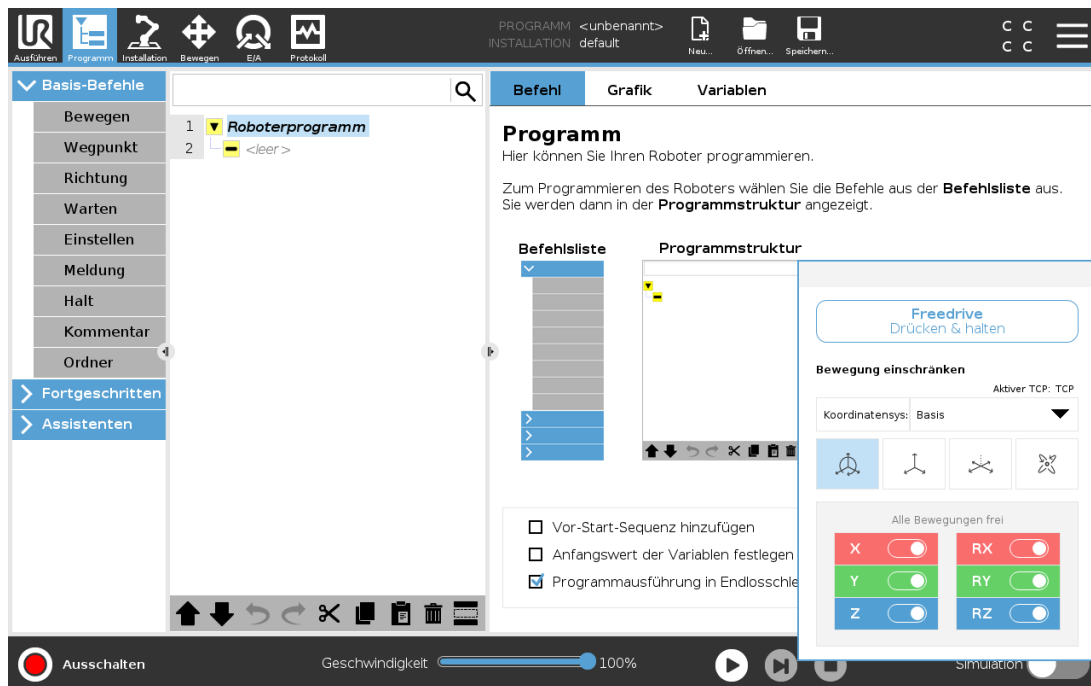 PROGRAMM <unbenannt>
INSTALLATION default
C C
C C
Ausführen
Programm
Installation
Bewegen
E/A
Protokoll
Neu...
Öffnen...
Speichern...
Basis-Befehle
Bewegen
Wegpunkt
Richtung
Warten
Einstellen
Meldung
Halt
Kommentar
Ordner
Fortgeschritten
Assistenten
1 Roboterprogramm
2 <leer>
Befehl
Grafik
Variablen
Programm
Hier können Sie Ihren Roboter programmieren.
Zum Programmieren des Roboters wählen Sie die Befehle aus der Befehlsliste aus.
Sie werden dann in der Programmstruktur angezeigt.
Befehlsliste
Programmstruktur
Vor-Start-Sequenz hinzufügen
Anfangswert der Variablen festlegen
Programmausführung in Endlosschle
Freedrive
Drücken & halten
Bewegung einschränken
Aktiver TCP: TCP
Koordinatensys: Basis
Alle Bewegungen frei
X
RX
Y
RY
Z
RZ
Ausschalten
Geschwindigkeit
100%
Simulation